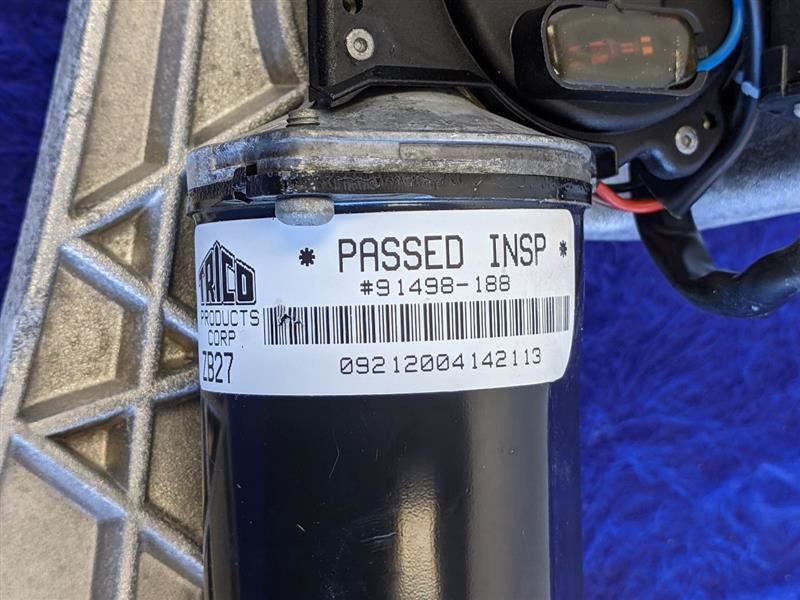 * PASSED INSP *
#91498-188
TRICO
PRODUCTS
CORP
ZB27
09212004142113